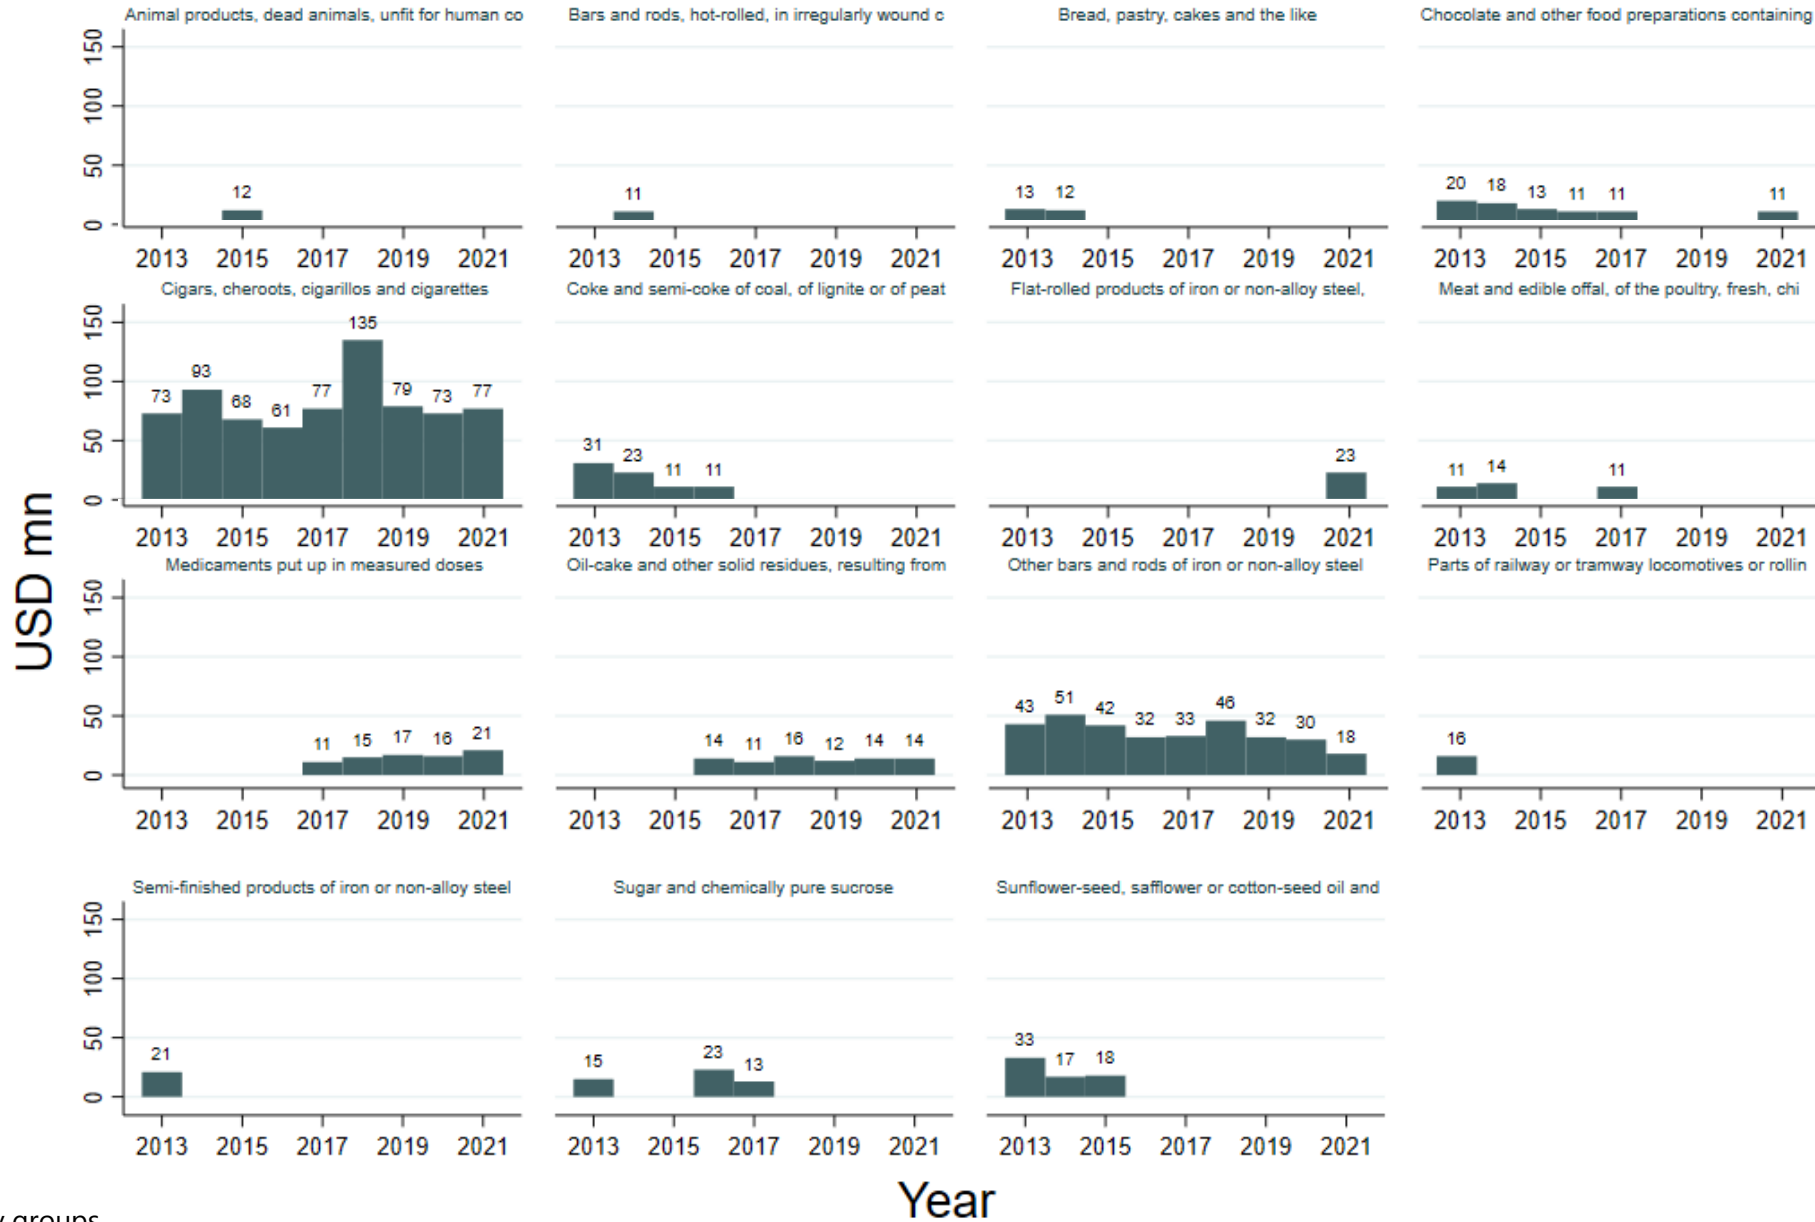 Animal products, dead animals, unfit for human co
Bars and rods, hot-rolled, in irregularly wound c
Bread, pastry, cakes and the like
Chocolate and other food preparations containing
150
100
50
0
12
11
13 12
20 18 13 11 11 11
2013 2015 2017 2019 2021
2013 2015 2017 2019 2021
2013 2015 2017 2019 2021
2013 2015 2017 2019 2021
Cigars, cheroots, cigarillos and cigarettes
Coke and semi-coke of coal, of lignite or of peat
Flat-rolled products of iron or non-alloy steel,
Meat and edible offal, of the poultry, fresh, chi
150
100
50
0
73 93 68 61 77 135 79 73 77
31 23 11 11
23
11 14 11
2013 2015 2017 2019 2021
2013 2015 2017 2019 2021
2013 2015 2017 2019 2021
2013 2015 2017 2019 2021
USD mn
Medicaments put up in measured doses
Oil-cake and other solid residues, resulting from
Other bars and rods of iron or non-alloy steel
Parts of railway or tramway locomotives or rollin
150
100
50
0
11 15 17 16 21
14 11 16 12 14 14
43 51 42 32 33 46 32 30 18
16
2013 2015 2017 2019 2021
2013 2015 2017 2019 2021
2013 2015 2017 2019 2021
2013 2015 2017 2019 2021
Semi-finished products of iron or non-alloy steel
Sugar and chemically pure sucrose
Sunflower-seed, safflower or cotton-seed oil and
150
100
50
0
21
15 23 13
33 17 18
2013 2015 2017 2019 2021
2013 2015 2017 2019 2021
2013 2015 2017 2019 2021
Year
groups